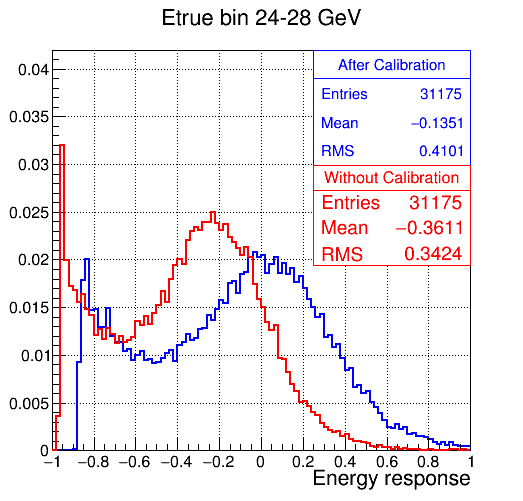 Etrue bin 24-28 GeV
After Calibration
Entries 31175
Mean −0.1351
RMS 0.4101
Without Calibration
Entries 31175
Mean −0.3611
RMS 0.3424
0.04
0.035
0.03
0.025
0.02
0.015
0.01
0.005
0
−1 −0.8 −0.6 −0.4 −0.2 0 0.2 0.4 0.6 0.8 1
Energy response